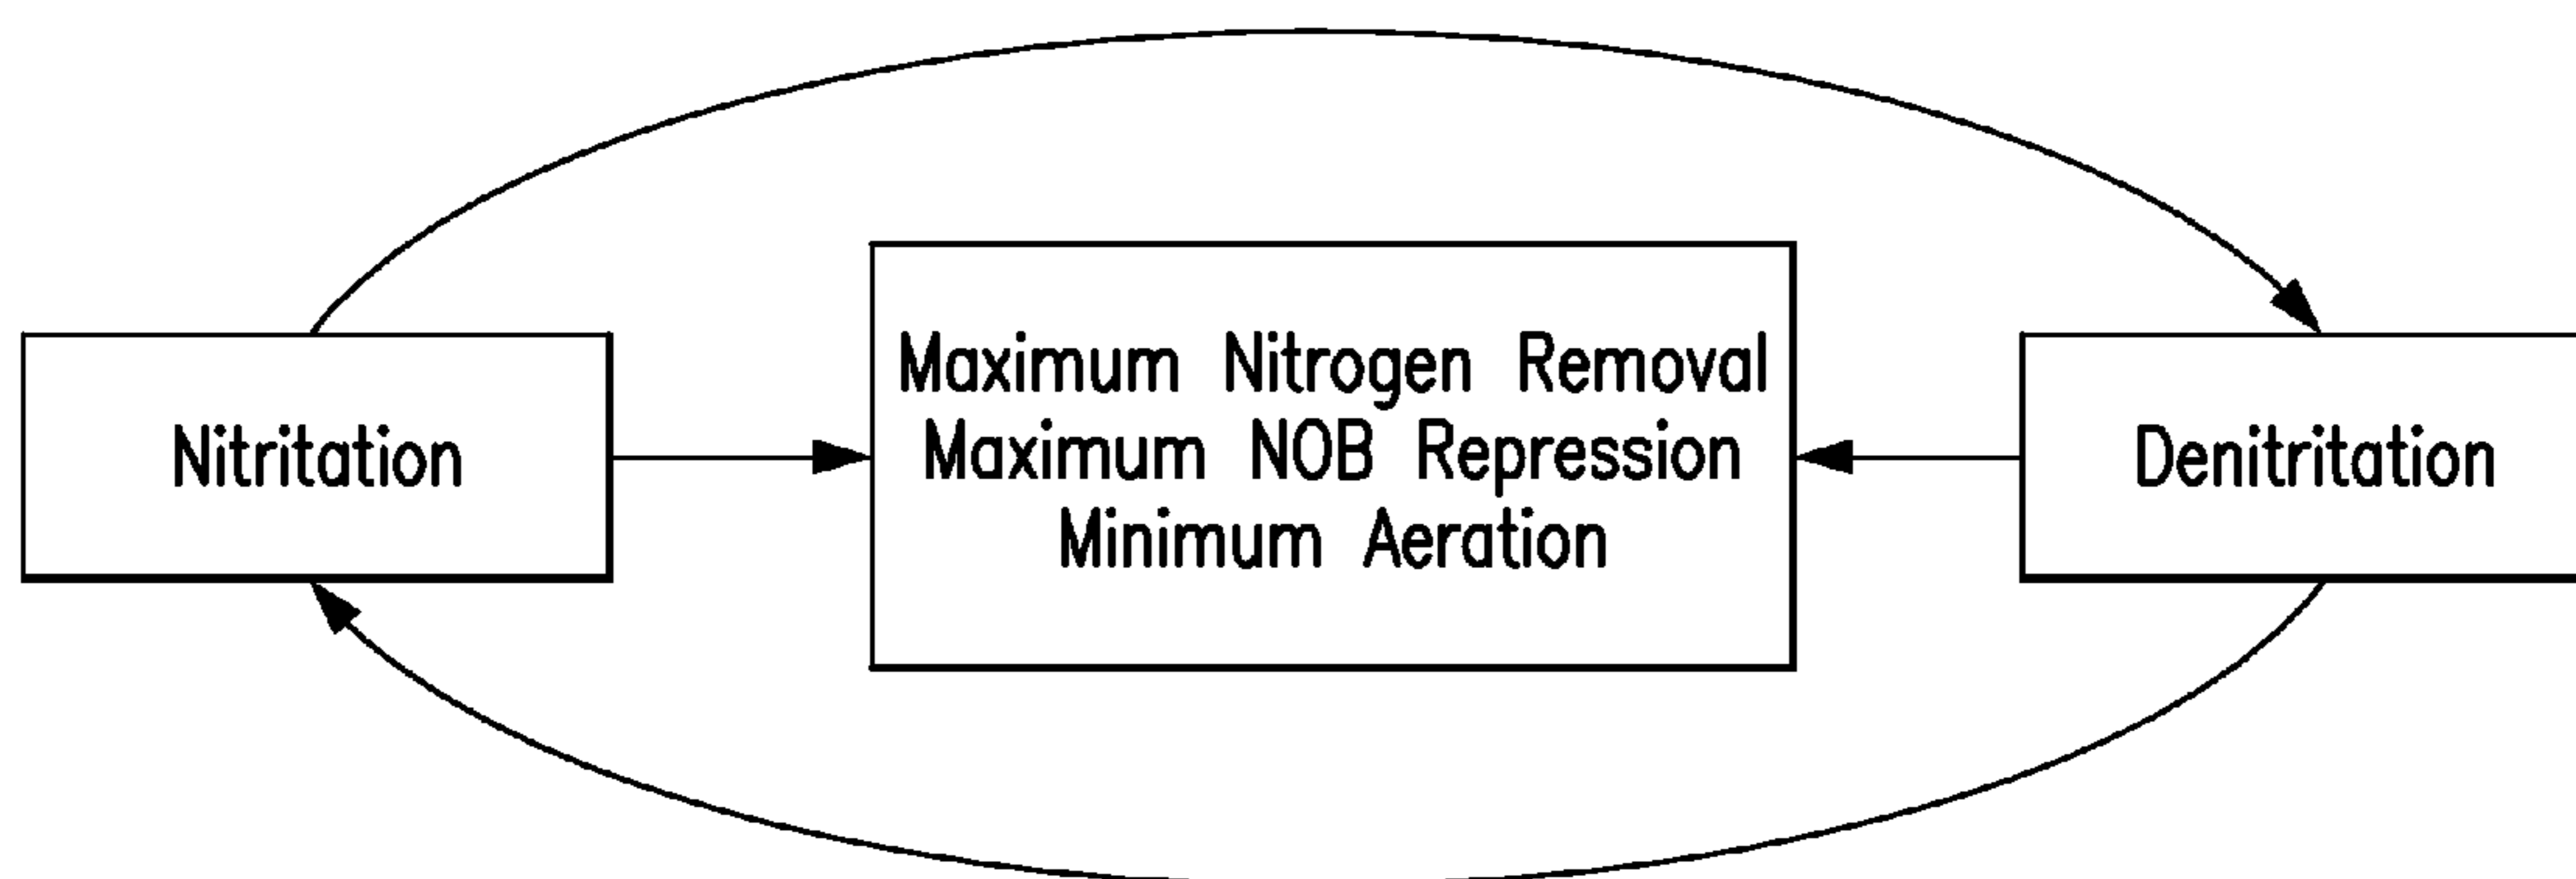 Nitritation
Maximum Nitrogen Removal
Maximum NOB Repression
Minimum Aeration
Denitritation